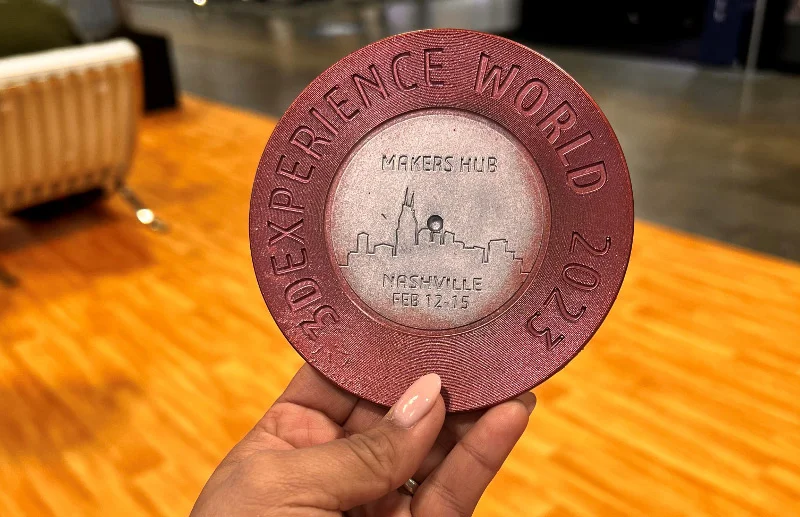 3DEXPERIENCE WORLD 2023
MAKERS HUB
NASHVILLE
FEB 12-15